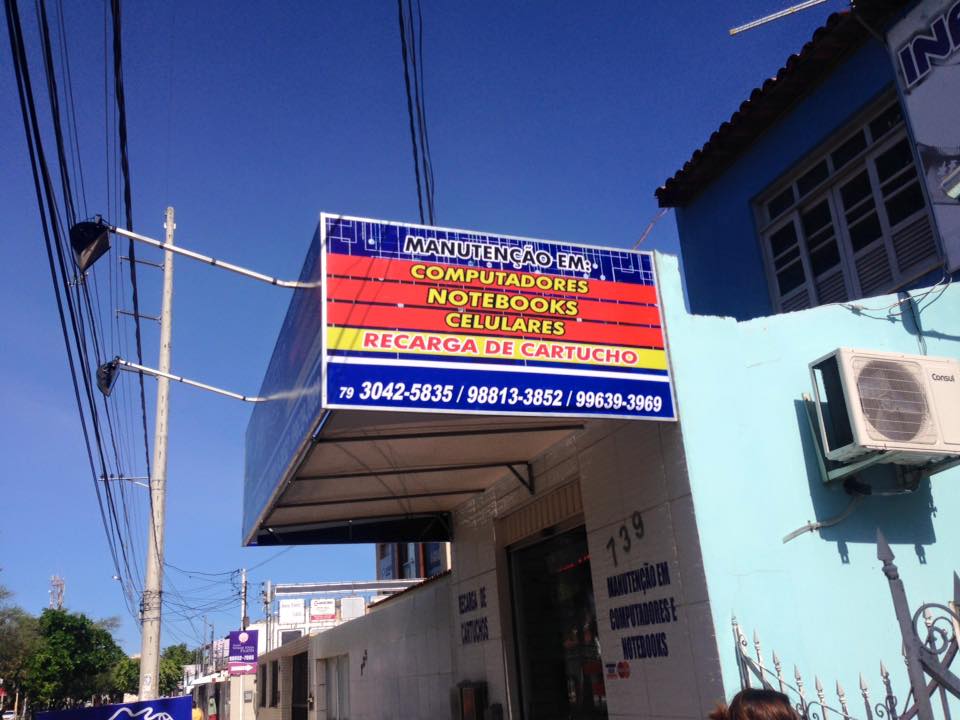 MANUTENÇÃO EM:
COMPUTADORES
NOTEBOOKS
CELULARES
RECARGA DE CARTUCHO
79 3042-5835 / 98813-3852 / 99639-3969
Consul
739
MANUTENÇÃO EM
COMPUTADORES E
NOTEBOOKS
RECARGA DE
CARTUCHOS